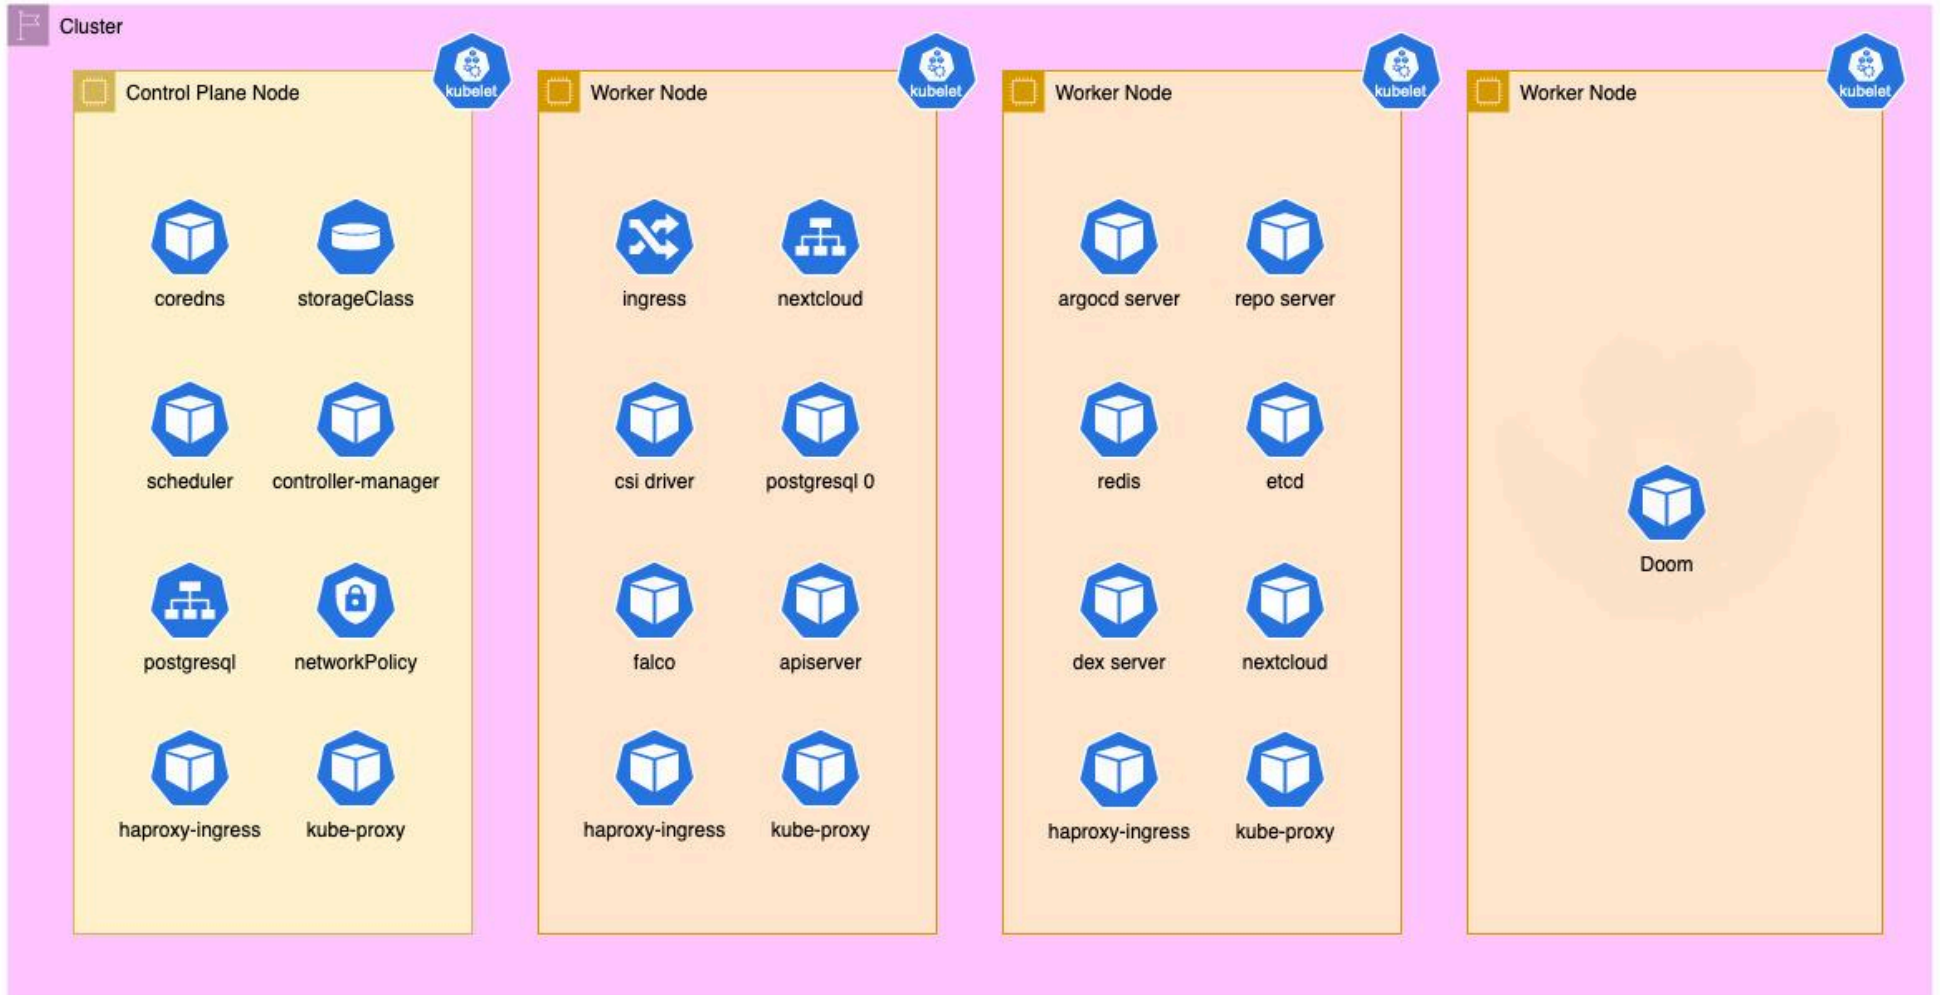 Cluster
kubelet
kubelet
kubelet
kubelet
Control Plane Node
coredns
storageClass
scheduler
controller-manager
postgresql
networkPolicy
haproxy-ingress
kube-proxy
Worker Node
ingress
nextcloud
csi driver
postgresql 0
falco
apiserver
haproxy-ingress
kube-proxy
Worker Node
argocd server
repo server
redis
etcd
dex server
nextcloud
haproxy-ingress
kube-proxy
Worker Node
Doom